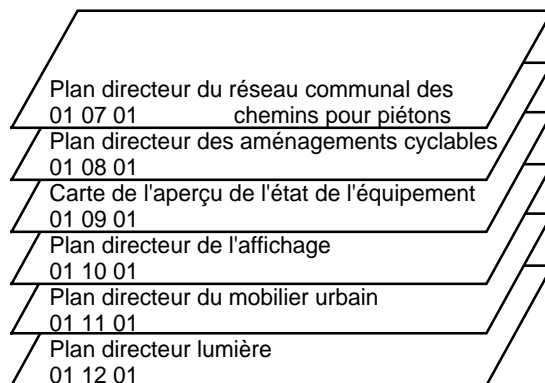 Plan directeur du réseau communal des
01 07 01 chemins pour piétons
Plan directeur des aménagements cyclables
01 08 01
Carte de l'aperçu de l'état de l'équipement
01 09 01
Plan directeur de l'affichage
01 10 01
Plan directeur du mobilier urbain
01 11 01
Plan directeur lumière
01 12 01